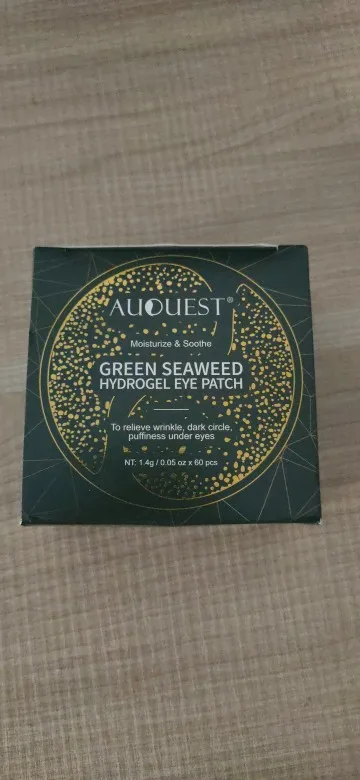 AUQUEST®
Moisturize & Soothe
GREEN SEAWEED
HYDROGEL EYE PATCH
To relieve wrinkle, dark circle,
puffiness under eyes
NT: 1.4g / 0.05 oz x 60 pcs